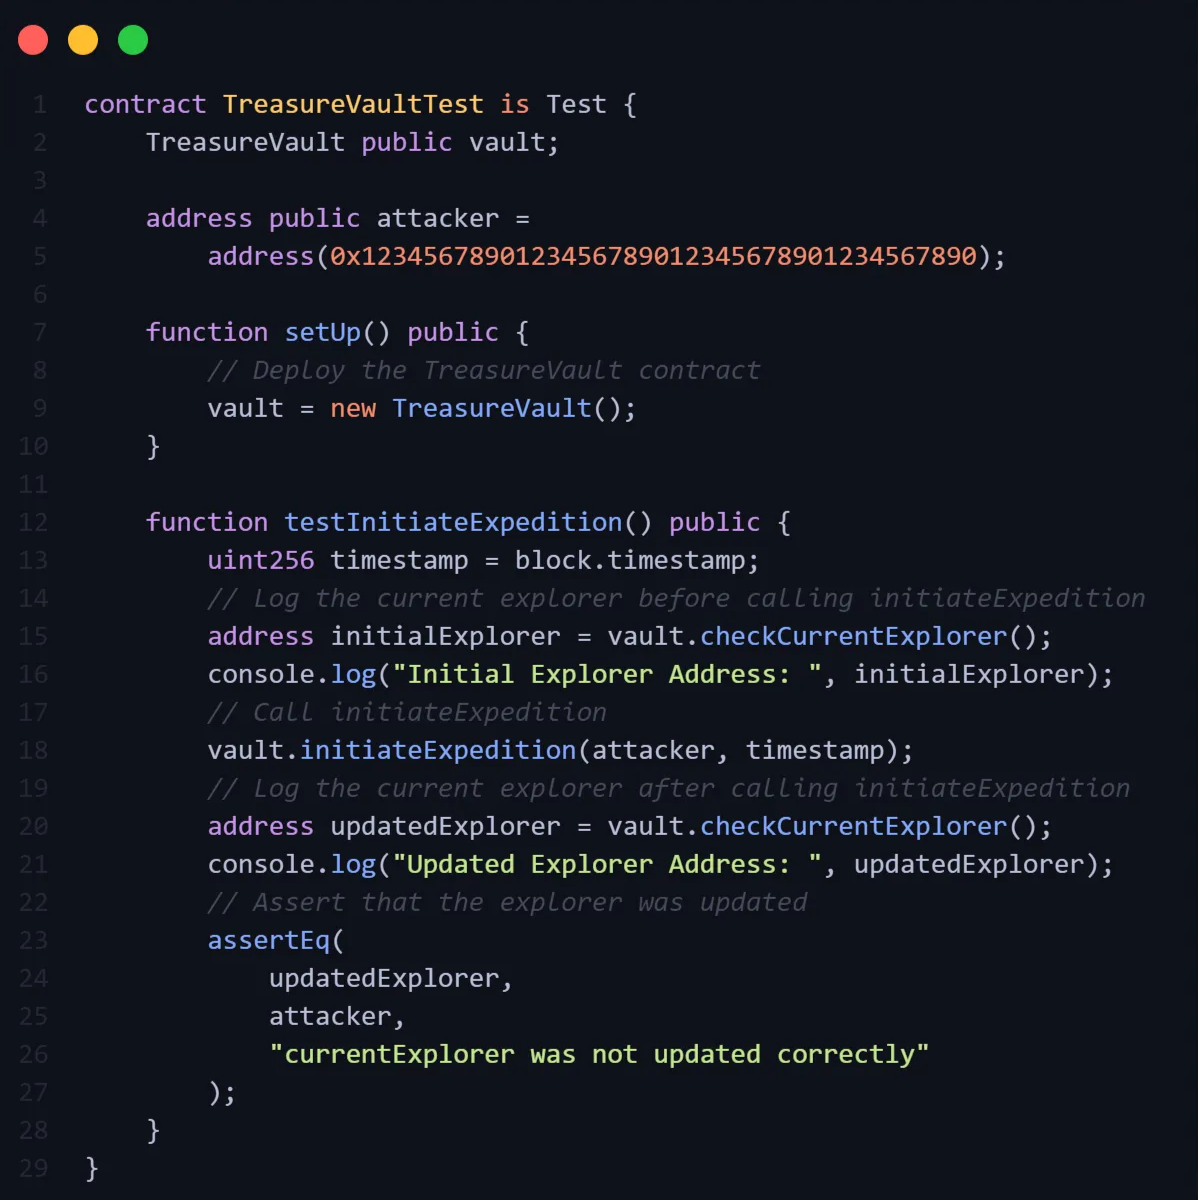 1 contract TreasureVaultTest is Test {
2 TreasureVault public vault;
3
4 address public attacker =
5 address(0x1234567890123456789012345678901234567890);
6
7 function setUp() public {
8 // Deploy the TreasureVault contract
9 vault = new TreasureVault();
10 }
11
12 function testInitiateExpedition() public {
13 uint256 timestamp = block.timestamp;
14 // Log the current explorer before calling initiateExpedition
15 address initialExplorer = vault.checkCurrentExplorer();
16 console.log("Initial Explorer Address: ", initialExplorer);
17 // Call initiateExpedition
18 vault.initiateExpedition(attacker, timestamp);
19 // Log the current explorer after calling initiateExpedition
20 address updatedExplorer = vault.checkCurrentExplorer();
21 console.log("Updated Explorer Address: ", updatedExplorer);
22 // Assert that the explorer was updated
23 assertEq(
24 updatedExplorer,
25 attacker,
26 "currentExplorer was not updated correctly"
27 );
28 }
29 }